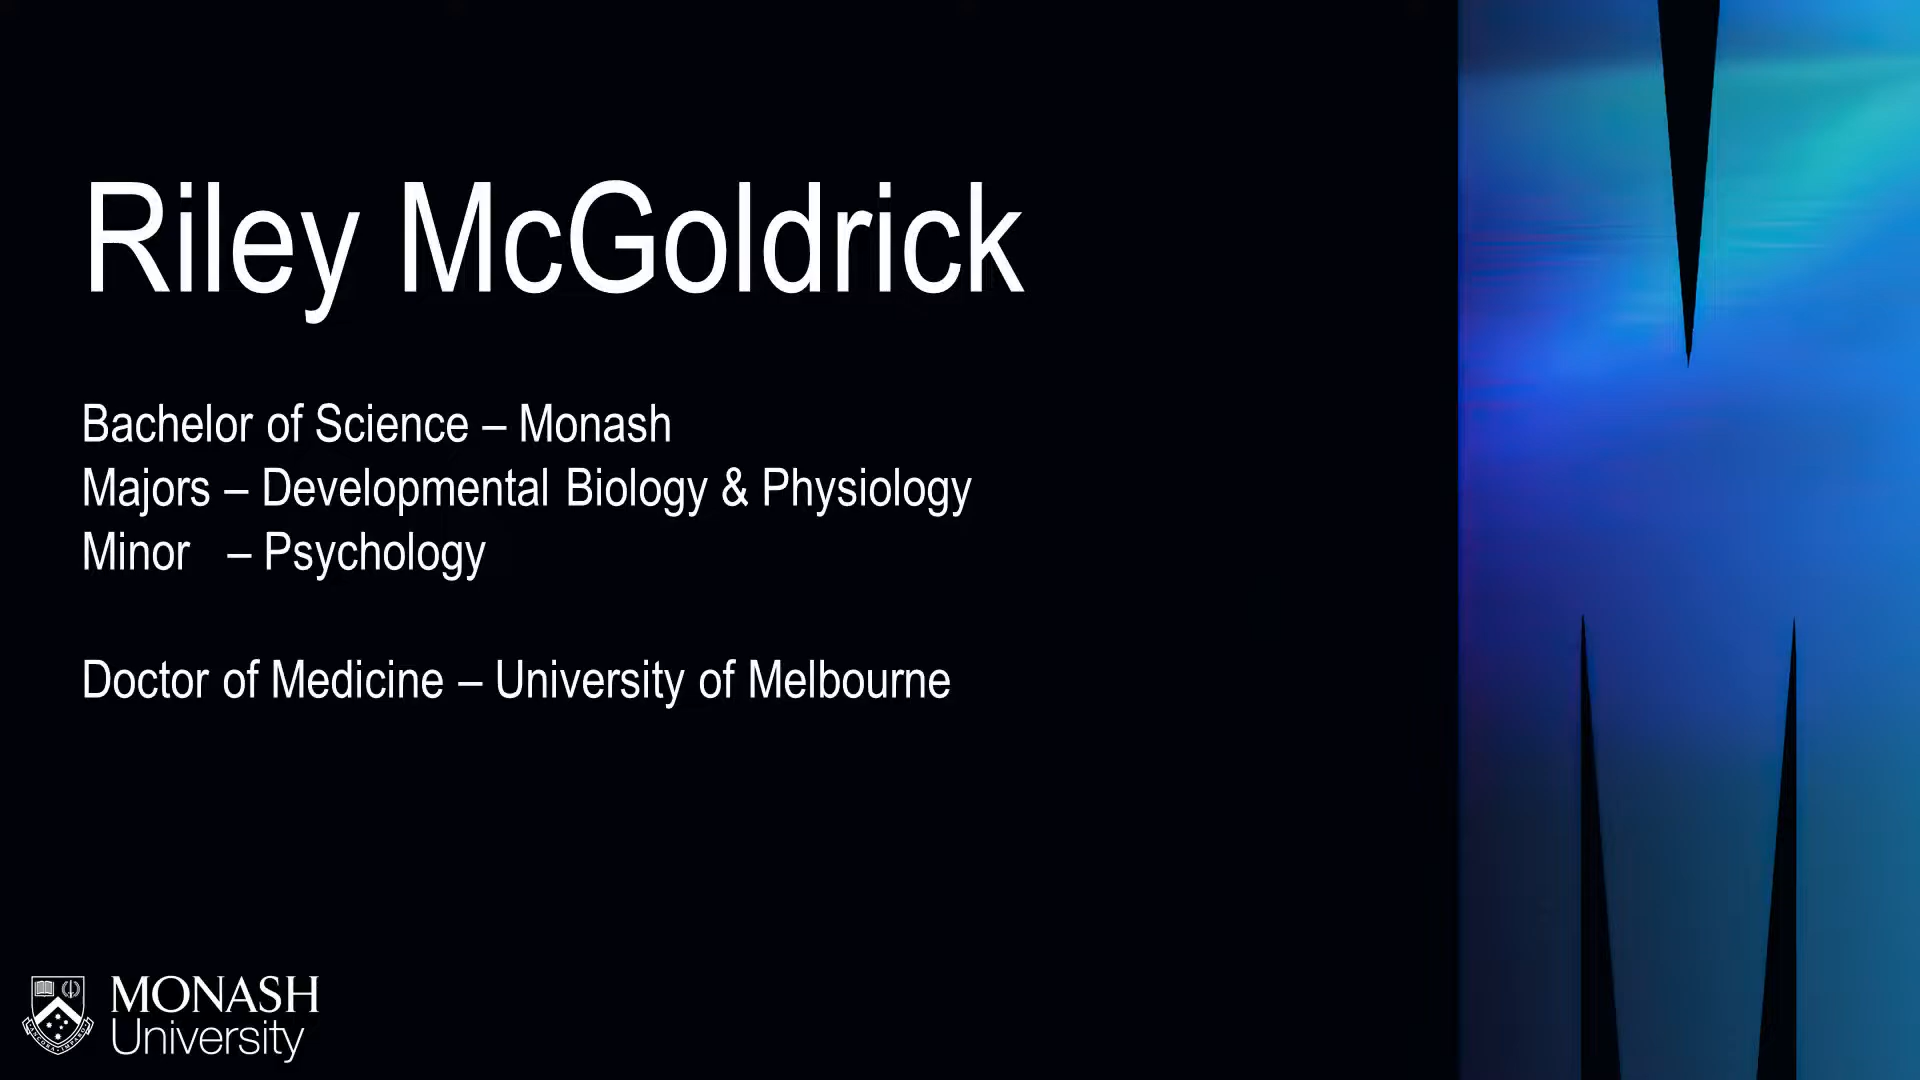 Riley McGoldrick
Bachelor of Science – Monash
Majors – Developmental Biology & Physiology
Minor – Psychology
Doctor of Medicine – University of Melbourne
MONASH
University